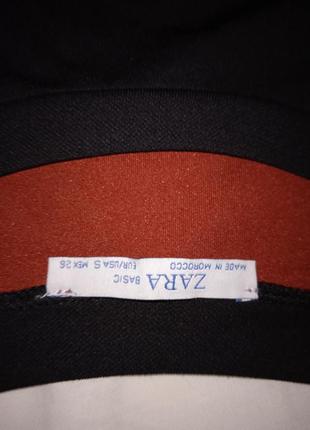 ZARA
BASIC
EUR/USA S MEX 26
MADE IN MOROCCO